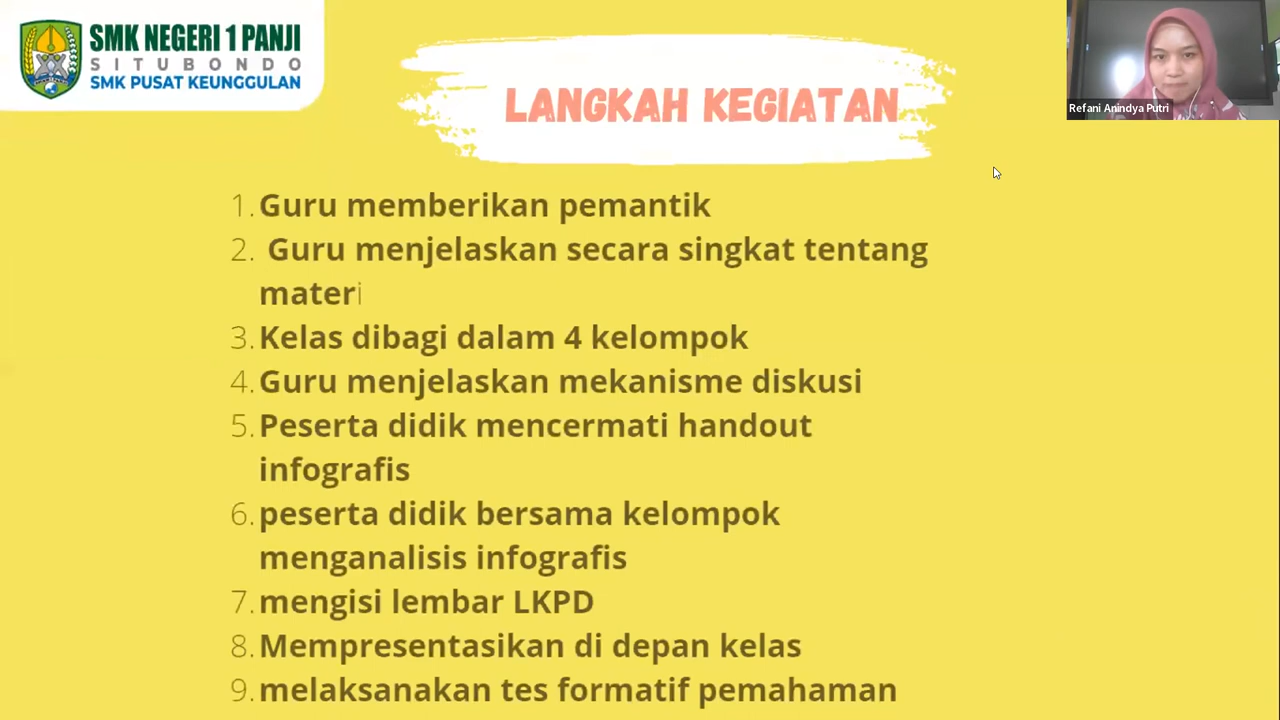 SMK NEGERI 1 PANJI
SITUBONDO
SMK PUSAT KEUNGGULAN
LANGKAH KEGIATAN
Refani Anindya Putri
1. Guru memberikan pemantik
2. Guru menjelaskan secara singkat tentang
materi
3. Kelas dibagi dalam 4 kelompok
4. Guru menjelaskan mekanisme diskusi
5. Peserta didik mencermati handout
infografis
6. peserta didik bersama kelompok
menganalisis infografis
7. mengisi lembar LKPD
8. Mempresentasikan di depan kelas
9. melaksanakan tes formatif pemahaman